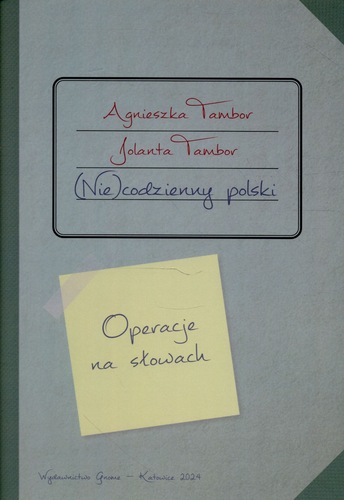 Agnieszka Tambor
Jolanta Tambor
(Nie)codzienny polski
Operacje
na słowach
Wydawnictwo Gnome – Katowice 2024